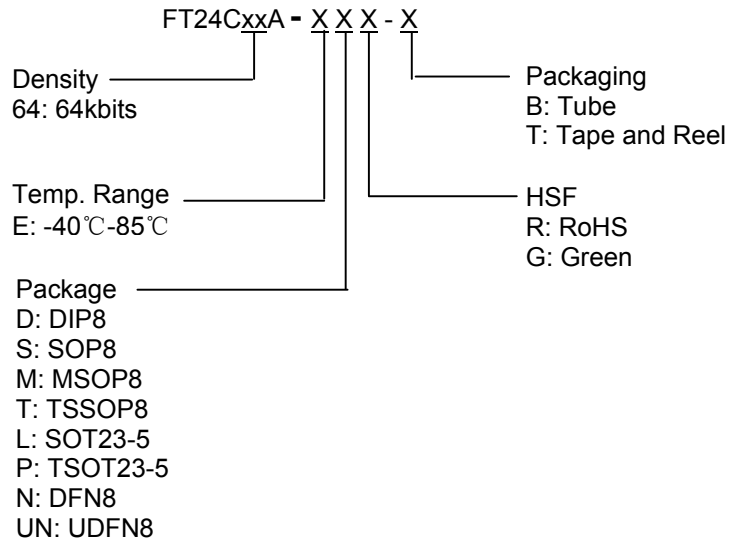 FT24CxxA - X X X - X
Density
64: 64kbits
Temp. Range
E: -40℃-85℃
Package
D: DIP8
S: SOP8
M: MSOP8
T: TSSOP8
L: SOT23-5
P: TSOT23-5
N: DFN8
UN: UDFN8
Packaging
B: Tube
T: Tape and Reel
HSF
R: RoHS
G: Green